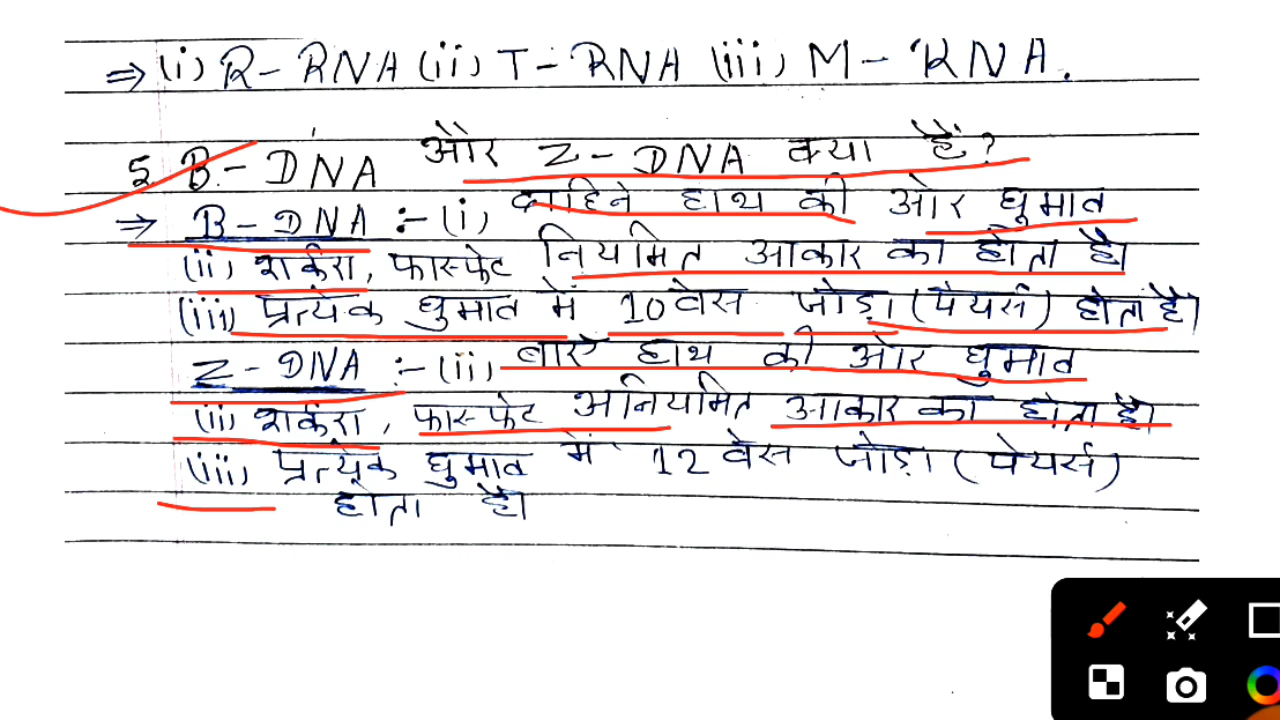 ⇒ (i) R-RNA (ii) T-RNA (iii) M-RNA.
5 B-DNA और Z-DNA क्या हैं?
⇒ B-DNA :- (i) दाहिने हाथ की ओर घुमाव
(ii) शर्करा, फास्फेट नियमित आकार का होता है।
(iii) प्रत्येक घुमाव में 10 वेस जोड़ा (पेयर्स) होता है।
Z-DNA :- (ii) बाएँ हाथ की ओर घुमाव
(ii) शर्करा, फास्फेट अनियमित आकार का होता है।
(iii) प्रत्येक घुमाव में 12 वेस जोड़ा (पेयर्स)
होता है।